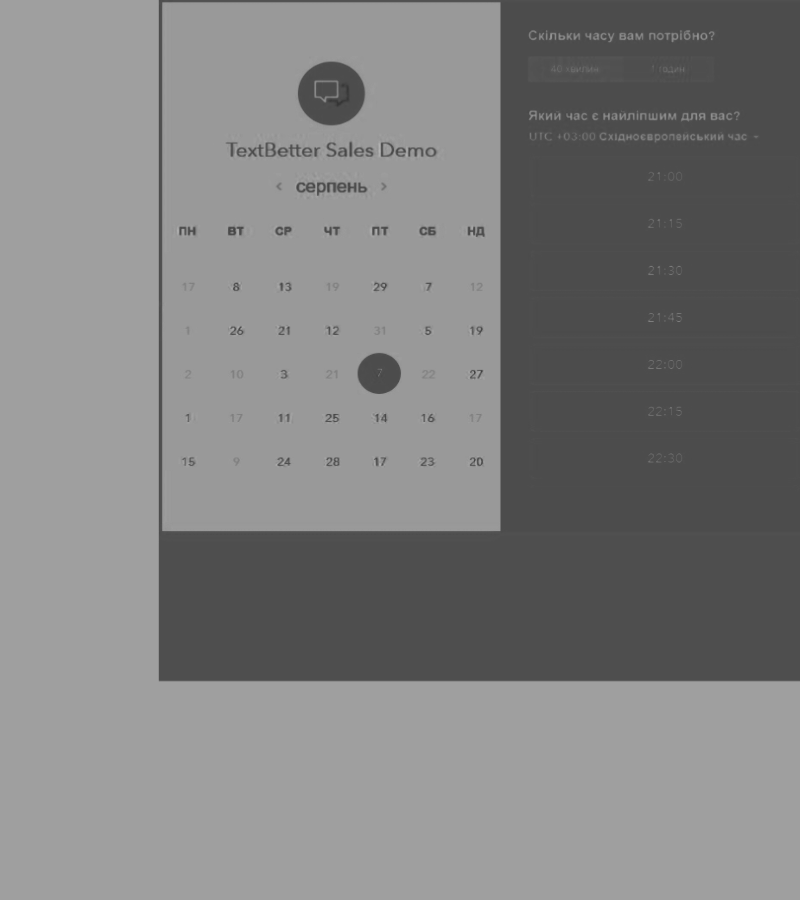 TextBetter Sales Demo
‹ серпень ›
ПН ВТ СР ЧТ ПТ СБ НД
17 8 13 19 29 7 12
1 26 21 12 31 5 19
2 10 3 21 7 22 27
1 17 11 25 14 16 17
15 9 24 28 17 23 20
Скільки часу вам потрібно?
40 хвилин 1 годин
Який час є найліпшим для вас?
UTC +03:00 Східноєвропейський час
21:00
21:15
21:30
21:45
22:00
22:15
22:30